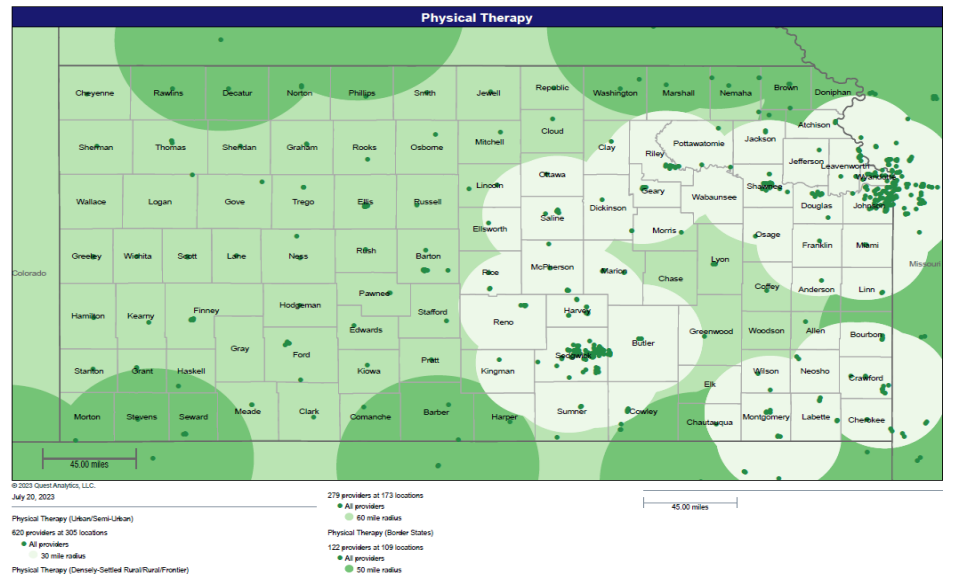 Physical Therapy
Cheyenne Rawlins Decatur Norton Phillips Smith Jewell Republic Washington Marshall Nemaha Brown Doniphan
Atchison
Sherman Thomas Sheridan Graham Rooks Osborne Mitchell Cloud Clay Riley Pottawatomie Jackson
Jefferson Leavenworth
Wyandotte
Wallace Logan Gove Trego Ellis Russell Lincoln Ottawa Geary Wabaunsee Shawnee
Saline Dickinson Douglas Johnson
Ellsworth Morris Osage
Greeley Wichita Scott Lane Ness Rush Barton Franklin Miami
Colorado Rice McPherson Marion Chase Lyon Missouri
Coffey Anderson Linn
Hamilton Kearny Finney Hodgeman Pawnee Stafford Reno Harvey
Edwards Greenwood Woodson Allen Bourbon
Gray Ford Sedgwick Butler
Stanton Grant Haskell Kiowa Pratt Kingman Wilson Neosho Crawford
Elk
Morton Stevens Seward Meade Clark Comanche Barber Harper Sumner Cowley Chautauqua Montgomery Labette Cherokee
45.00 miles
© 2023 Quest Analytics, LLC.
July 20, 2023
Physical Therapy (Urban/Semi-Urban)
620 providers at 305 locations
All providers
30 mile radius
Physical Therapy (Densely-Settled Rural/Rural/Frontier)
279 providers at 173 locations
All providers
60 mile radius
Physical Therapy (Border States)
122 providers at 109 locations
All providers
50 mile radius
45.00 miles